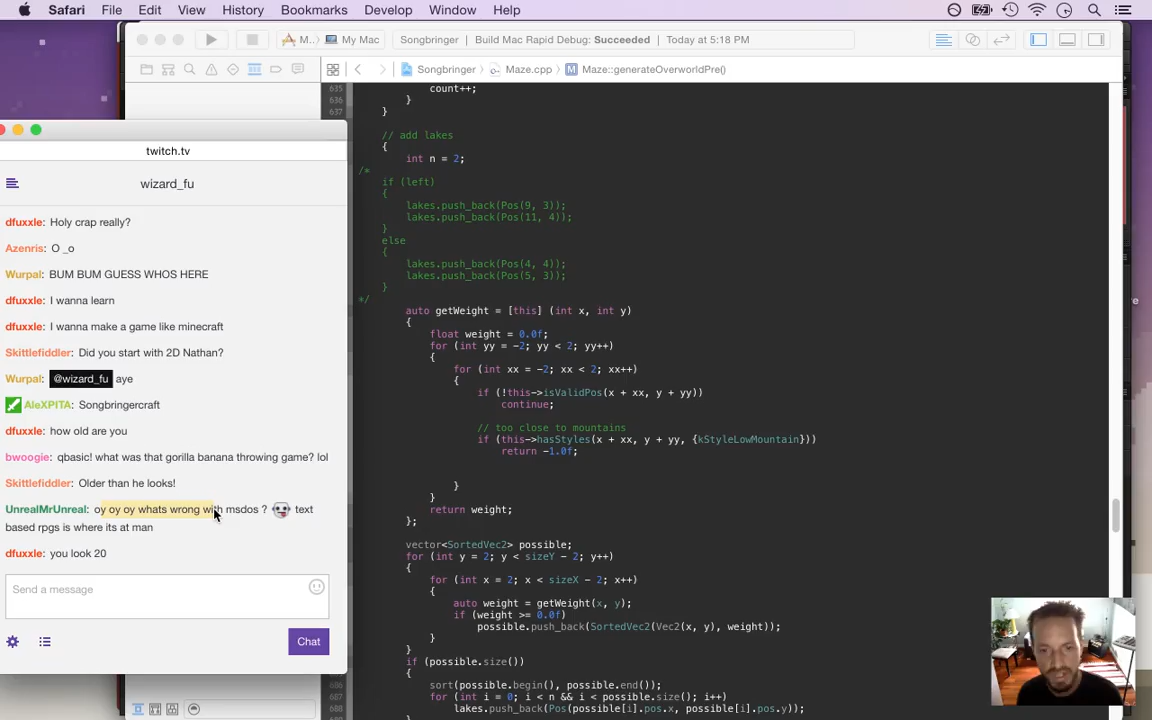 Safari File Edit View History Bookmarks Develop Window Help
M... My Mac Songbringer Build Mac Rapid Debug: Succeeded Today at 5:18 PM
Songbringer Maze.cpp M Maze::generateOverworldPre()
twitch.tv
wizard_fu
dfuxxle: Holy crap really?
Azenris: O _o
Wurpal: BUM BUM GUESS WHOS HERE
dfuxxle: I wanna learn
dfuxxle: I wanna make a game like minecraft
Skittlefiddler: Did you start with 2D Nathan?
Wurpal: @wizard_fu aye
AleXPITA: Songbringercraft
dfuxxle: how old are you
bwoogie: qbasic! what was that gorilla banana throwing game? lol
Skittlefiddler: Older than he looks!
UnrealMrUnreal: oy oy oy whats wrong with msdos ? text
based rpgs is where its at man
dfuxxle: you look 20
Send a message
Chat
635 count++;
636 }
637 }
// add lakes
{
int n = 2;
/*
if (left)
{
lakes.push_back(Pos(9, 3));
lakes.push_back(Pos(11, 4));
}
else
{
lakes.push_back(Pos(4, 4));
lakes.push_back(Pos(5, 3));
}
*/
auto getWeight = [this] (int x, int y)
{
float weight = 0.0f;
for (int yy = -2; yy < 2; yy++)
{
for (int xx = -2; xx < 2; xx++)
{
if (!this->isValidPos(x + xx, y + yy))
continue;
// too close to mountains
if (this->hasStyles(x + xx, y + yy, {kStyleLowMountain}))
return -1.0f;
}
}
return weight;
};
vector<SortedVec2> possible;
for (int y = 2; y < sizeY - 2; y++)
{
for (int x = 2; x < sizeX - 2; x++)
{
auto weight = getWeight(x, y);
if (weight >= 0.0f)
possible.push_back(SortedVec2(Vec2(x, y), weight));
}
}
if (possible.size())
{
686 sort(possible.begin(), possible.end());
687 for (int i = 0; i < n && i < possible.size(); i++)
688 lakes.push_back(Pos(possible[i].pos.x, possible[i].pos.y));